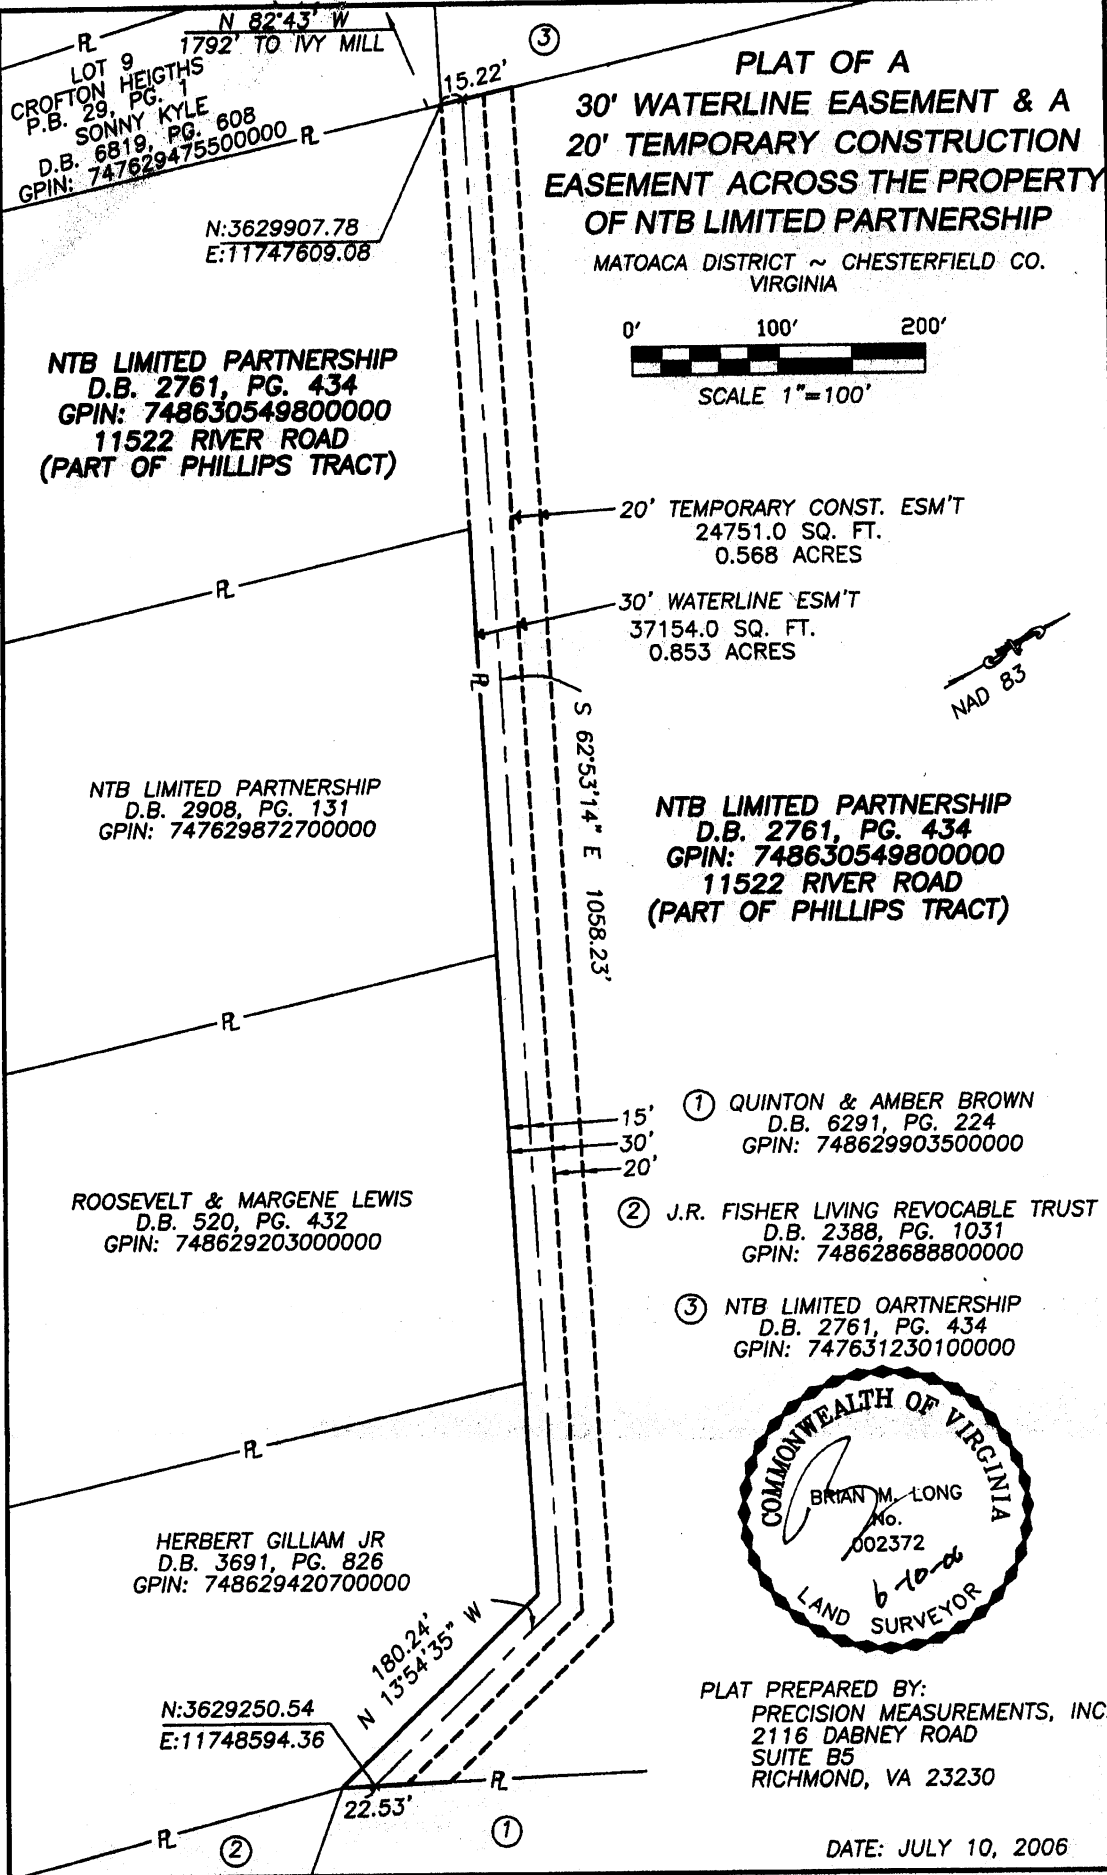 N 82°43' W
1792' TO IVY MILL
PL
LOT 9
CROFTON HEIGTHS
P.B. 29, PG. 1
SONNY KYLE
D.B. 6819, PG. 608
GPIN: 747629475500000
PL
3
15.22'
PLAT OF A
30' WATERLINE EASEMENT & A
20' TEMPORARY CONSTRUCTION
EASEMENT ACROSS THE PROPERTY
OF NTB LIMITED PARTNERSHIP
MATOACA DISTRICT ~ CHESTERFIELD CO.
VIRGINIA
0' 100' 200'
SCALE 1"=100'
N:3629907.78
E:11747609.08
NTB LIMITED PARTNERSHIP
D.B. 2761, PG. 434
GPIN: 748630549800000
11522 RIVER ROAD
(PART OF PHILLIPS TRACT)
20' TEMPORARY CONST. ESM'T
24751.0 SQ. FT.
0.568 ACRES
PL
30' WATERLINE ESM'T
37154.0 SQ. FT.
0.853 ACRES
N
NAD 83
PL
S 62°53'14" E 1058.23'
NTB LIMITED PARTNERSHIP
D.B. 2908, PG. 131
GPIN: 747629872700000
NTB LIMITED PARTNERSHIP
D.B. 2761, PG. 434
GPIN: 748630549800000
11522 RIVER ROAD
(PART OF PHILLIPS TRACT)
PL
15'
30'
20'
1 QUINTON & AMBER BROWN
D.B. 6291, PG. 224
GPIN: 748629903500000
ROOSEVELT & MARGENE LEWIS
D.B. 520, PG. 432
GPIN: 748629203000000
2 J.R. FISHER LIVING REVOCABLE TRUST
D.B. 2388, PG. 1031
GPIN: 748628688800000
3 NTB LIMITED OARTNERSHIP
D.B. 2761, PG. 434
GPIN: 747631230100000
PL
COMMONWEALTH OF VIRGINIA
BRIAN M. LONG
No.
002372
6-10-06
LAND SURVEYOR
HERBERT GILLIAM JR
D.B. 3691, PG. 826
GPIN: 748629420700000
180.24'
N 13°54'35" W
N:3629250.54
E:11748594.36
PL
22.53'
PL
2
1
PLAT PREPARED BY:
PRECISION MEASUREMENTS, INC.
2116 DABNEY ROAD
SUITE B5
RICHMOND, VA 23230
DATE: JULY 10, 2006